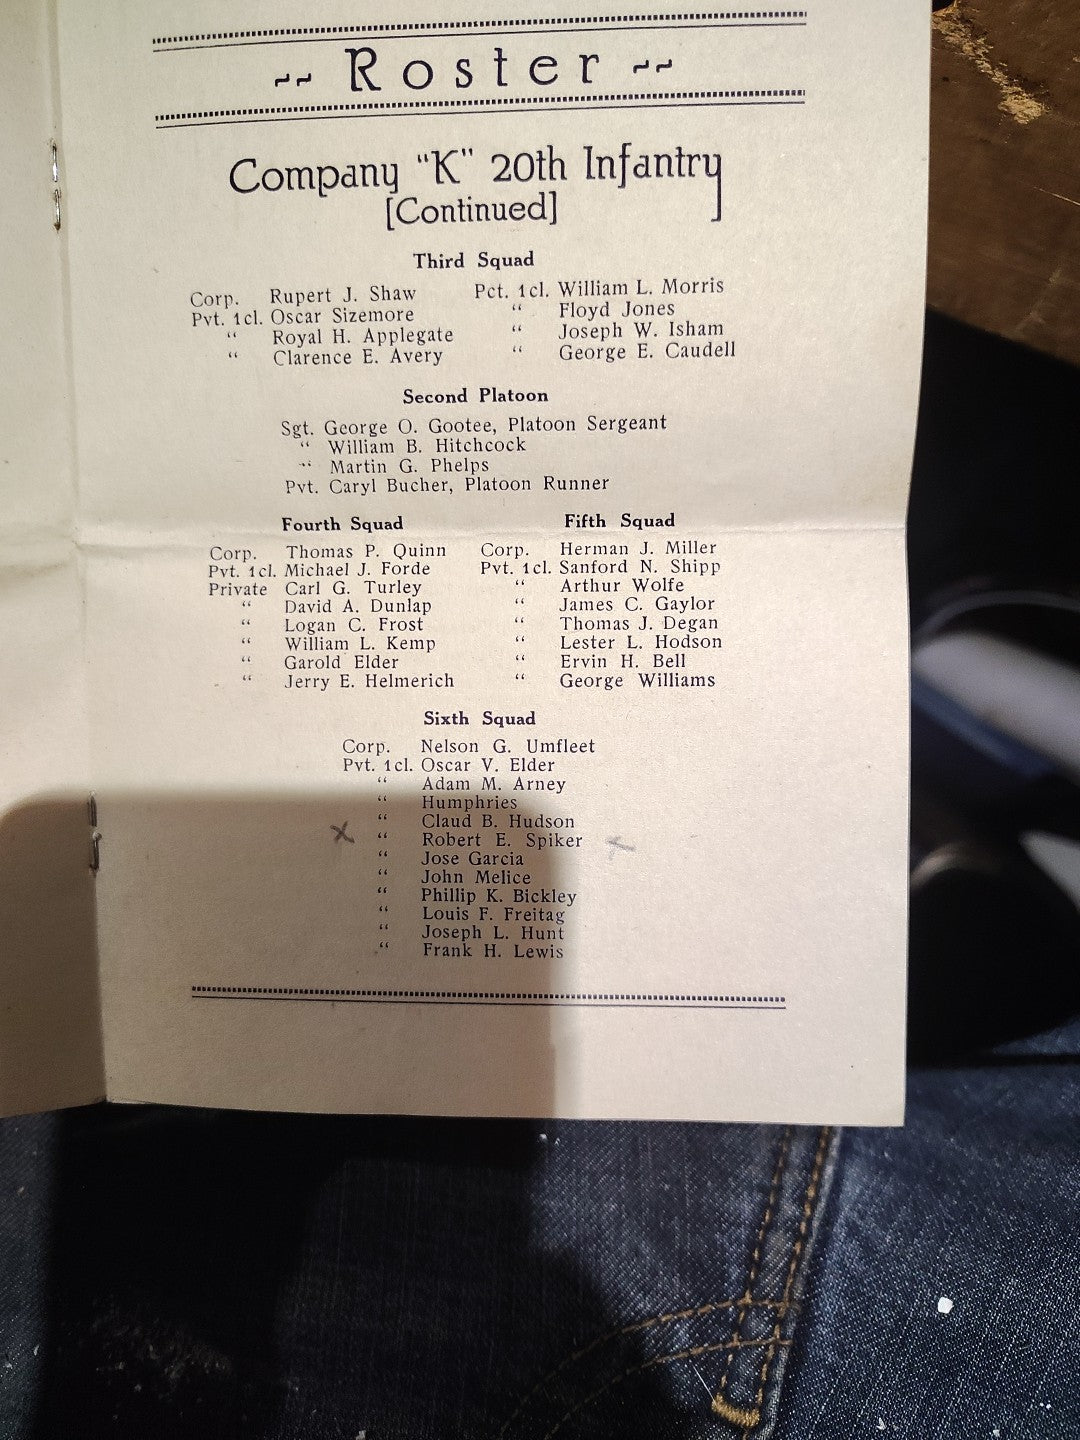 ~~ Roster ~~
Company "K" 20th Infantry
[Continued]
Third Squad
Corp. Rupert J. Shaw
Pvt. 1cl. Oscar Sizemore
“ Royal H. Applegate
“ Clarence E. Avery
Pct. 1cl. William L. Morris
“ Floyd Jones
“ Joseph W. Isham
“ George E. Caudell
Second Platoon
Sgt. George O. Gootee, Platoon Sergeant
“ William B. Hitchcock
“ Martin G. Phelps
Pvt. Caryl Bucher, Platoon Runner
Fourth Squad
Corp. Thomas P. Quinn
Pvt. 1cl. Michael J. Forde
Private Carl G. Turley
“ David A. Dunlap
“ Logan C. Frost
“ William L. Kemp
“ Garold Elder
“ Jerry E. Helmerich
Fifth Squad
Corp. Herman J. Miller
Pvt. 1cl. Sanford N. Shipp
“ Arthur Wolfe
“ James C. Gaylor
“ Thomas J. Degan
“ Lester L. Hodson
“ Ervin H. Bell
“ George Williams
Sixth Squad
Corp. Nelson G. Umfleet
Pvt. 1cl. Oscar V. Elder
“ Adam M. Arney
“ Humphries
“ Claud B. Hudson
x “ Robert E. Spiker x
“ Jose Garcia
“ John Melice
“ Phillip K. Bickley
“ Louis F. Freitag
“ Joseph L. Hunt
“ Frank H. Lewis